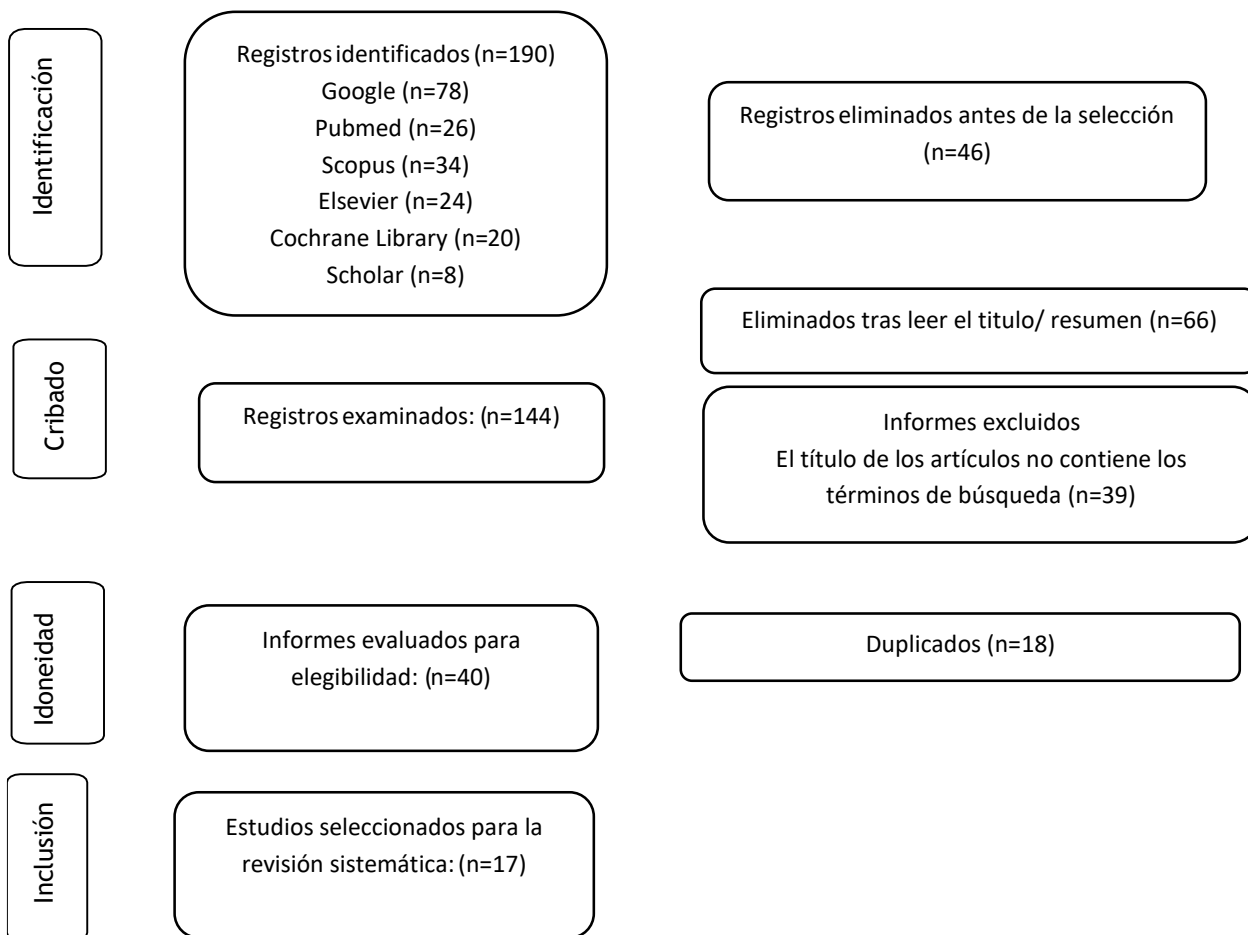 Identificación
Registros identificados (n=190)
Google (n=78)
Pubmed (n=26)
Scopus (n=34)
Elsevier (n=24)
Cochrane Library (n=20)
Scholar (n=8)
Registros eliminados antes de la selección
(n=46)
Cribado
Registros examinados: (n=144)
Eliminados tras leer el titulo/ resumen (n=66)
Informes excluidos
El título de los artículos no contiene los
términos de búsqueda (n=39)
Idoneidad
Informes evaluados para
elegibilidad: (n=40)
Duplicados (n=18)
Inclusión
Estudios seleccionados para la
revisión sistemática: (n=17)